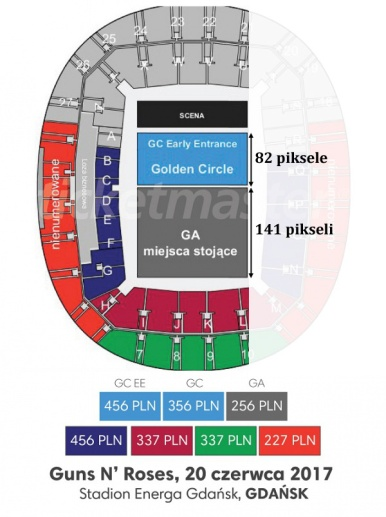 22
23
24
25
26
27
N
W
SCENA
A
GC Early Entrance
82 piksele
B
Golden Circle
C
nienumerowane
ticketmaster
D
E
141 pikseli
GA
F
miejsca stojące
G
N
H
I
J
K
L
M
7
8
9
10
GC EE GC GA
456 PLN 356 PLN 256 PLN
456 PLN 337 PLN 337 PLN 227 PLN
Guns N’ Roses, 20 czerwca 2017
Stadion Energa Gdańsk, GDAŃSK